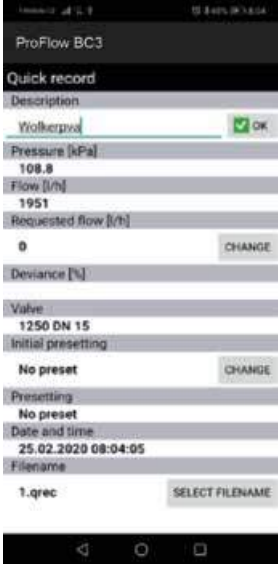 ProFlow BC3
Quick record
Description
Wolkerpva
OK
Pressure [kPa]
108.8
Flow [l/h]
1951
Requested flow [l/h]
0
CHANGE
Deviance [%]
Valve
1250 DN 15
Initial presetting
No preset
CHANGE
Presetting
No preset
Date and time
25.02.2020 08:04:05
Filename
1.qrec
SELECT FILENAME